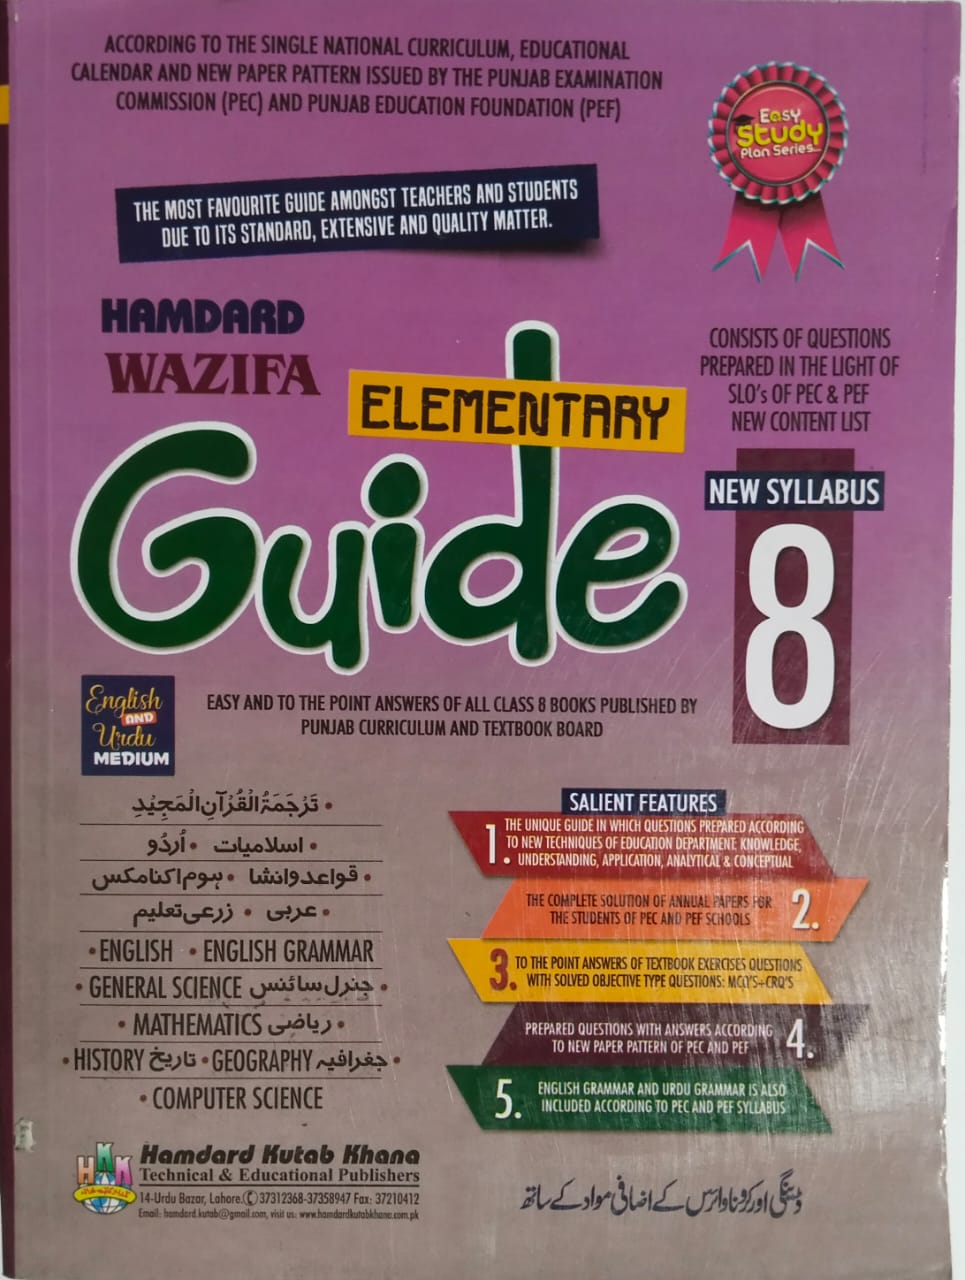 ACCORDING TO THE SINGLE NATIONAL CURRICULUM, EDUCATIONAL
CALENDAR AND NEW PAPER PATTERN ISSUED BY THE PUNJAB EXAMINATION
COMMISSION (PEC) AND PUNJAB EDUCATION FOUNDATION (PEF)
Easy
Study
Plan Series...
THE MOST FAVOURITE GUIDE AMONGST TEACHERS AND STUDENTS
DUE TO ITS STANDARD, EXTENSIVE AND QUALITY MATTER.
HAMDARD
WAZIFA
ELEMENTARY
Guide
CONSISTS OF QUESTIONS
PREPARED IN THE LIGHT OF
SLO's OF PEC & PEF
NEW CONTENT LIST
NEW SYLLABUS
8
English
AND
Urdu
MEDIUM
EASY AND TO THE POINT ANSWERS OF ALL CLASS 8 BOOKS PUBLISHED BY
PUNJAB CURRICULUM AND TEXTBOOK BOARD
• تَرْجَمَۃُ الْقُرْآنِ الْمَجِیْدِ
• اسلامیات • اُردُو
• قواعد وانشا • ہوم اکنامکس
• عربی • زرعی تعلیم
• ENGLISH • ENGLISH GRAMMAR
• GENERAL SCIENCE جنرل سائنس •
• MATHEMATICS ریاضی •
• HISTORY تاریخ • GEOGRAPHY جغرافیہ •
• COMPUTER SCIENCE
SALIENT FEATURES
1. THE UNIQUE GUIDE IN WHICH QUESTIONS PREPARED ACCORDING
TO NEW TECHNIQUES OF EDUCATION DEPARTMENT, KNOWLEDGE,
UNDERSTANDING, APPLICATION, ANALYTICAL & CONCEPTUAL
THE COMPLETE SOLUTION OF ANNUAL PAPERS FOR 2.
THE STUDENTS OF PEC AND PEF SCHOOLS
3. TO THE POINT ANSWERS OF TEXTBOOK EXERCISES QUESTIONS
WITH SOLVED OBJECTIVE TYPE QUESTIONS: MCQ'S÷CRQ'S
PREPARED QUESTIONS WITH ANSWERS ACCORDING 4.
TO NEW PAPER PATTERN OF PEC AND PEF
5. ENGLISH GRAMMAR AND URDU GRAMMAR IS ALSO
INCLUDED ACCORDING TO PEC AND PEF SYLLABUS
HKK
Hamdard Kutab Khana
Technical & Educational Publishers
14-Urdu Bazar, Lahore. 37312368-37358947 Fax: 37210412
Email: hamdard.kutab@gmail.com, visit us: www.hamdardkutabkhana.com.pk
ڈینگی اور کرونا وائرس کے اضافی مواد کے ساتھ